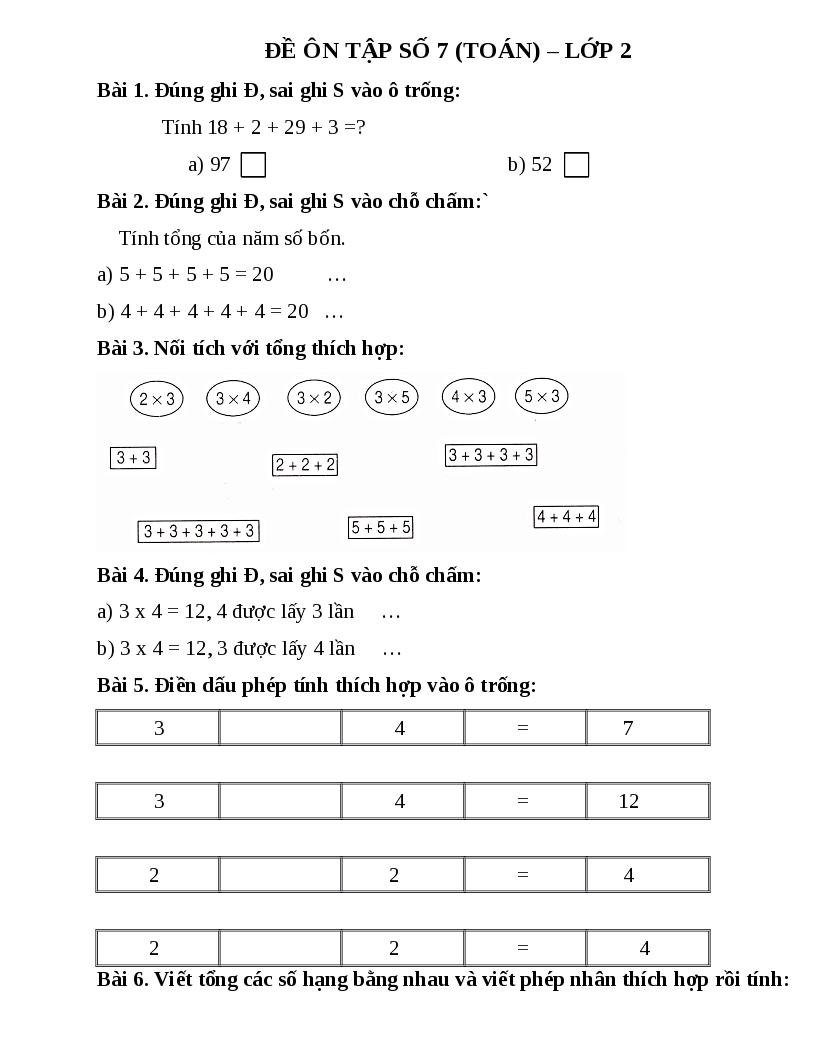 ĐỀ ÔN TẬP SỐ 7 (TOÁN) – LỚP 2
Bài 1. Đúng ghi Đ, sai ghi S vào ô trống:
Tính 18 + 2 + 29 + 3 =?
a) 97 b) 52
Bài 2. Đúng ghi Đ, sai ghi S vào chỗ chấm:`
Tính tổng của năm số bốn.
a) 5 + 5 + 5 + 5 = 20 …
b) 4 + 4 + 4 + 4 + 4 = 20 …
Bài 3. Nối tích với tổng thích hợp:
2 × 3 3 × 4 3 × 2 3 × 5 4 × 3 5 × 3
3 + 3 2 + 2 + 2 3 + 3 + 3 + 3
3 + 3 + 3 + 3 + 3 5 + 5 + 5 4 + 4 + 4
Bài 4. Đúng ghi Đ, sai ghi S vào chỗ chấm:
a) 3 x 4 = 12, 4 được lấy 3 lần …
b) 3 x 4 = 12, 3 được lấy 4 lần …
Bài 5. Điền dấu phép tính thích hợp vào ô trống:
3 4 = 7
3 4 = 12
2 2 = 4
2 2 = 4
Bài 6. Viết tổng các số hạng bằng nhau và viết phép nhân thích hợp rồi tính: